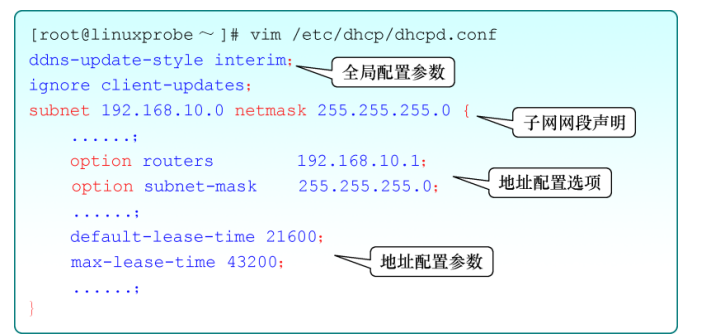 [root@linuxprobe ~]# vim /etc/dhcp/dhcpd.conf
ddns-update-style interim;
全局配置参数
ignore client-updates;
subnet 192.168.10.0 netmask 255.255.255.0 {
子网网段声明
......;
option routers 192.168.10.1;
option subnet-mask 255.255.255.0;
地址配置选项
......;
default-lease-time 21600;
max-lease-time 43200;
地址配置参数
......;
}